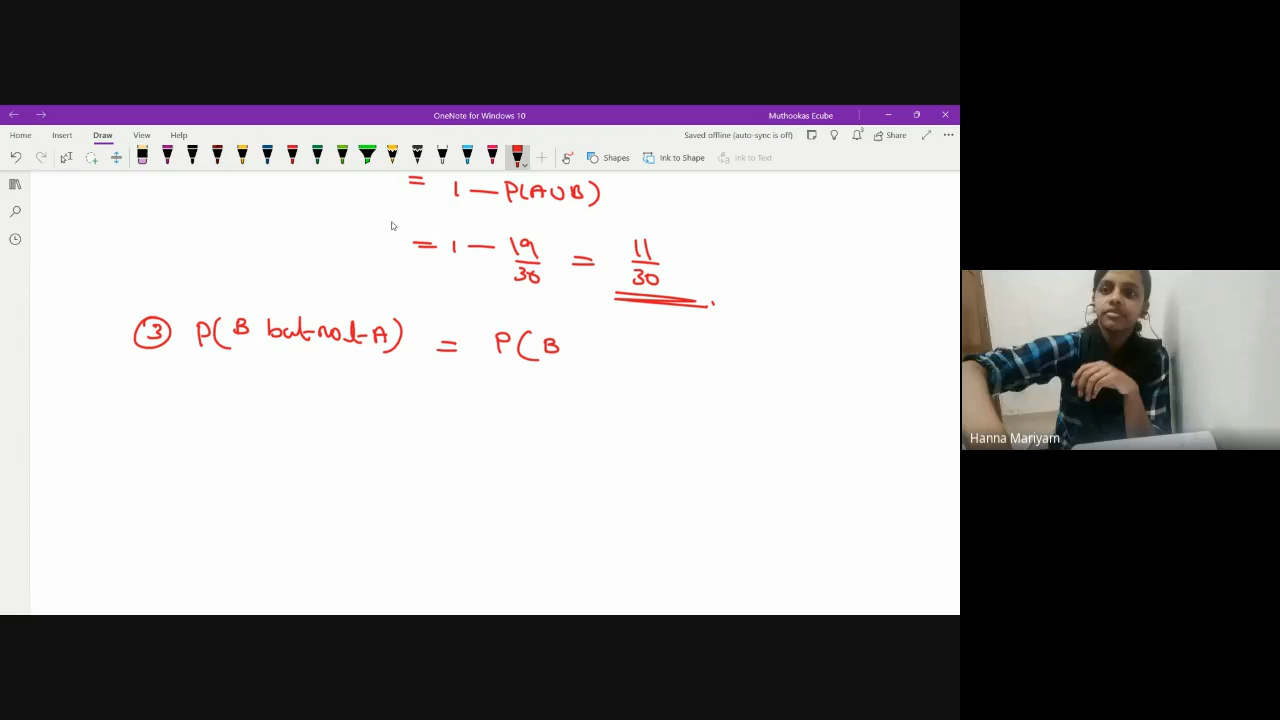 OneNote for Windows 10
Muthookas Ecube
Home Insert Draw View Help
Saved offline (auto-sync is off)
Share
Shapes
Ink to Shape
Ink to Text
= 1 — P(A∪B)
= 1 — 19/30 = 11/30
③ P(B but not A) = P(B
Hanna Mariyam